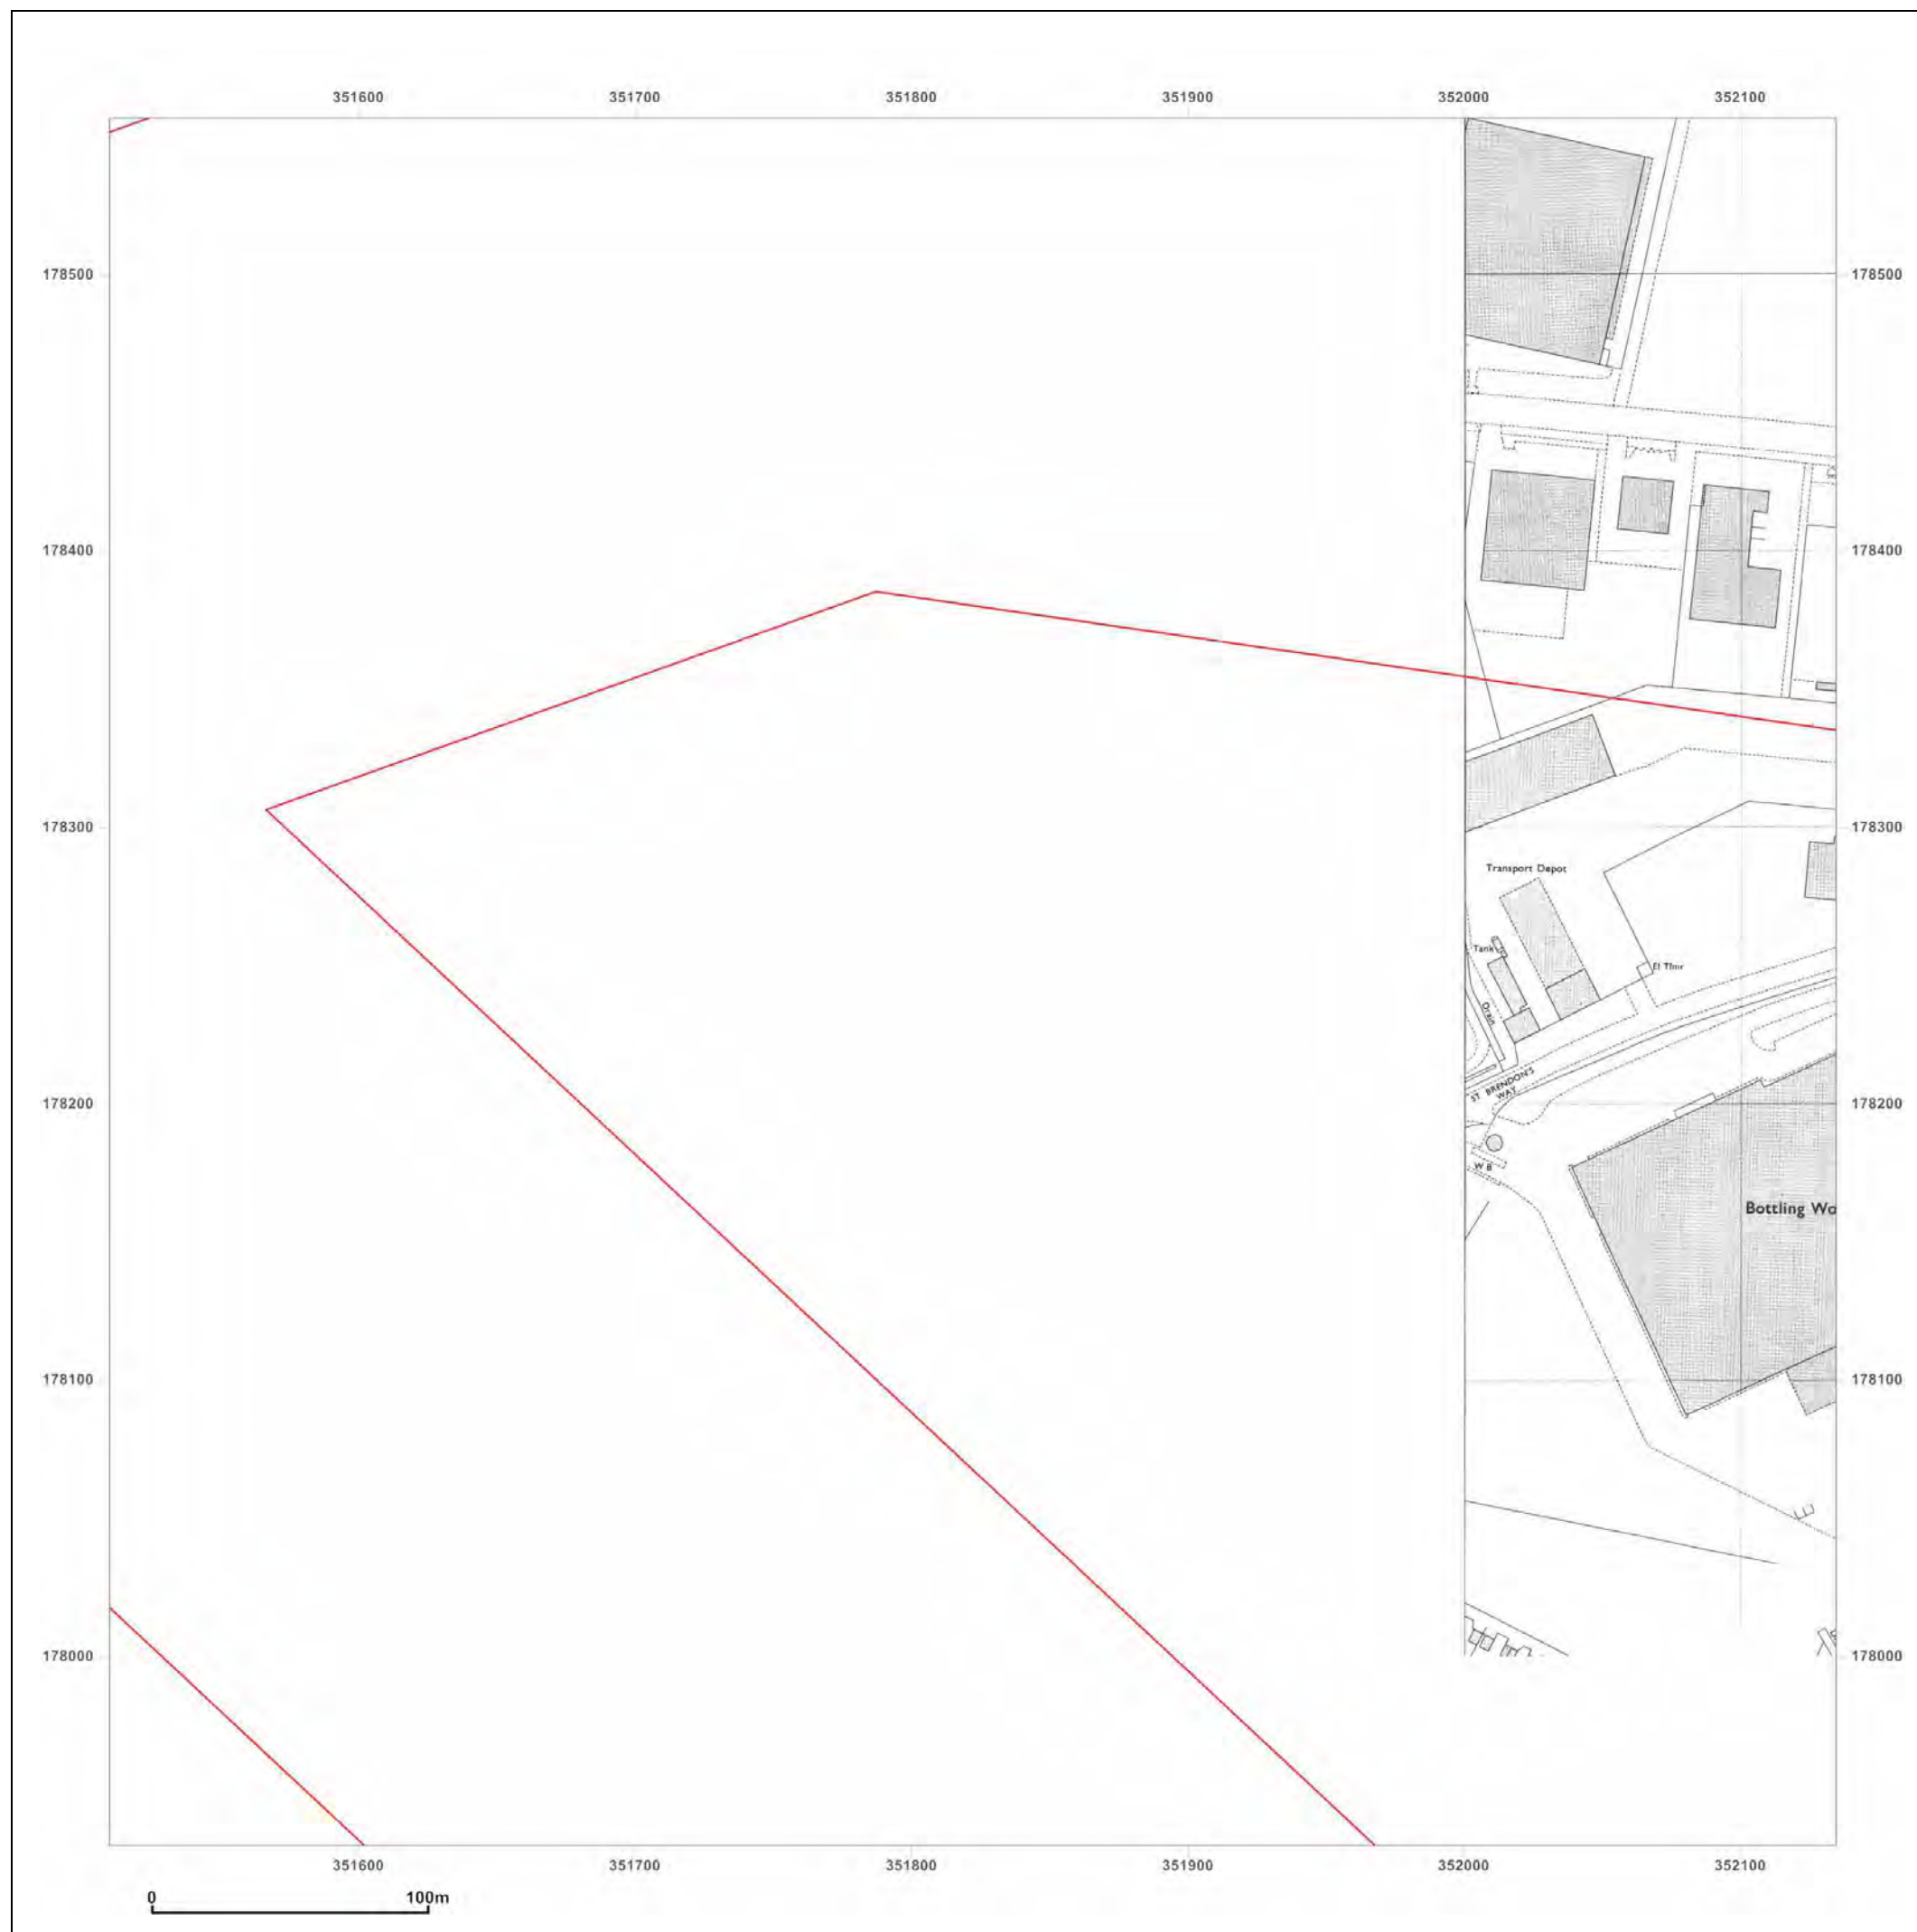 351600 351700 351800 351900 352000 352100
178500 178500
178400 178400
178300 178300
Transport Depot
Tank
El Tfmr
Drain
ST BRENDON'S
WAY
178200 178200
W B
Bottling Wo
178100 178100
178000 178000
351600 351700 351800 351900 352000 352100
0 100m